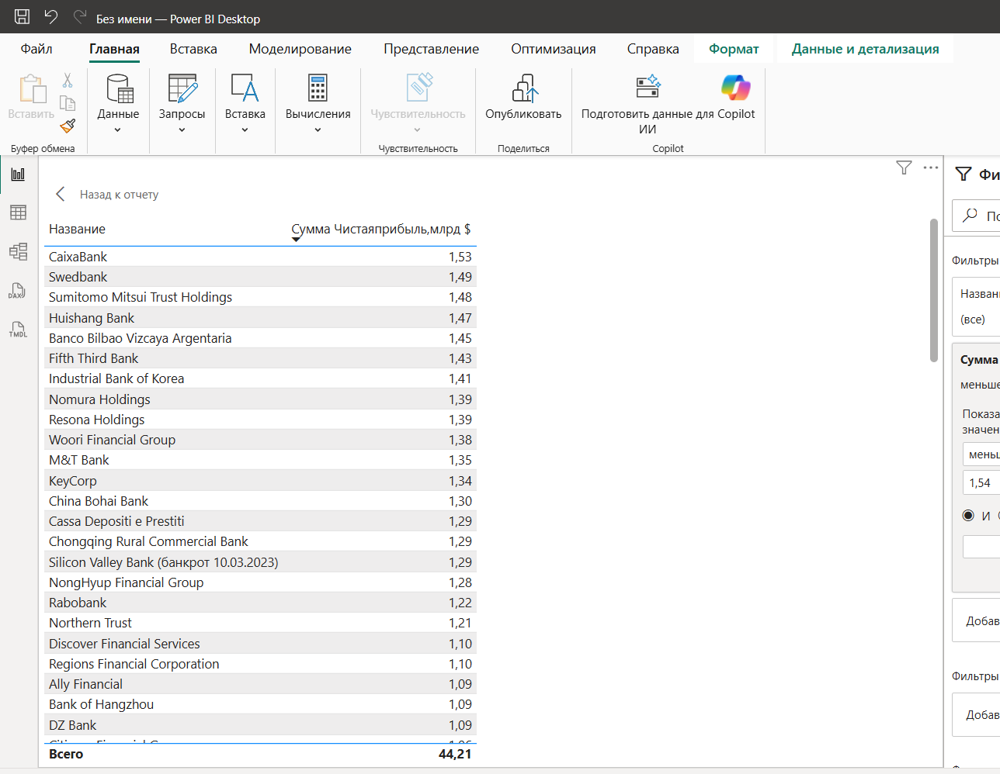 Без имени — Power BI Desktop
Файл Главная Вставка Моделирование Представление Оптимизация Справка Формат Данные и детализация
Вставить Данные Запросы Вставка Вычисления Чувствительность Опубликовать Подготовить данные для ИИ Copilot
Буфер обмена Чувствительность Поделиться Copilot
DAX
TMDL
Назад к отчету
Название Сумма Чистаяприбыль,млрд $
CaixaBank 1,53
Swedbank 1,49
Sumitomo Mitsui Trust Holdings 1,48
Huishang Bank 1,47
Banco Bilbao Vizcaya Argentaria 1,45
Fifth Third Bank 1,43
Industrial Bank of Korea 1,41
Nomura Holdings 1,39
Resona Holdings 1,39
Woori Financial Group 1,38
M&T Bank 1,35
KeyCorp 1,34
China Bohai Bank 1,30
Cassa Depositi e Prestiti 1,29
Chongqing Rural Commercial Bank 1,29
Silicon Valley Bank (банкрот 10.03.2023) 1,29
NongHyup Financial Group 1,28
Rabobank 1,22
Northern Trust 1,21
Discover Financial Services 1,10
Regions Financial Corporation 1,10
Ally Financial 1,09
Bank of Hangzhou 1,09
DZ Bank 1,09
Всего 44,21
Фи
По
Фильтры
Назван
(все)
Сумма
меньше
Показа
значен
меньш
1,54
И
Добав
Фильтры
Добав